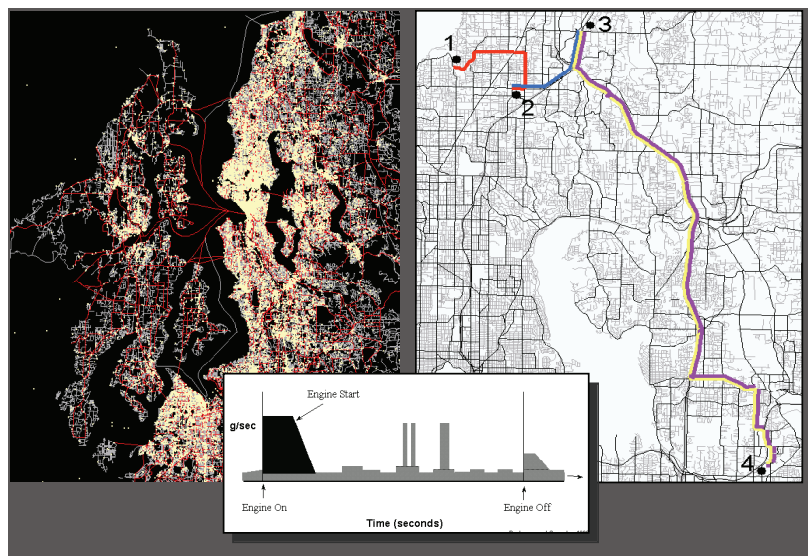 1
2
3
4
Engine Start
g/sec
Engine On
Engine Off
Time (seconds)